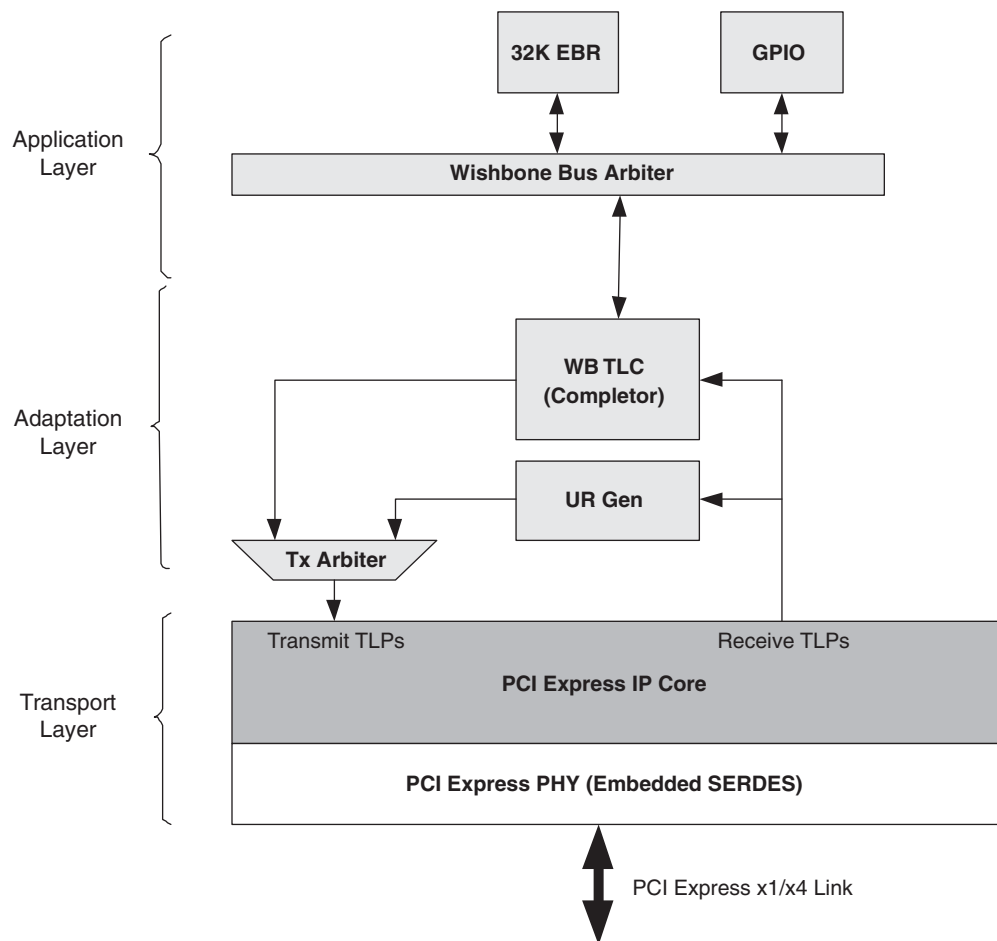 32K EBR
GPIO
Application
Layer
Wishbone Bus Arbiter
WB TLC
(Completor)
Adaptation
Layer
UR Gen
Tx Arbiter
Transmit TLPs
Receive TLPs
PCI Express IP Core
Transport
Layer
PCI Express PHY (Embedded SERDES)
PCI Express x1/x4 Link